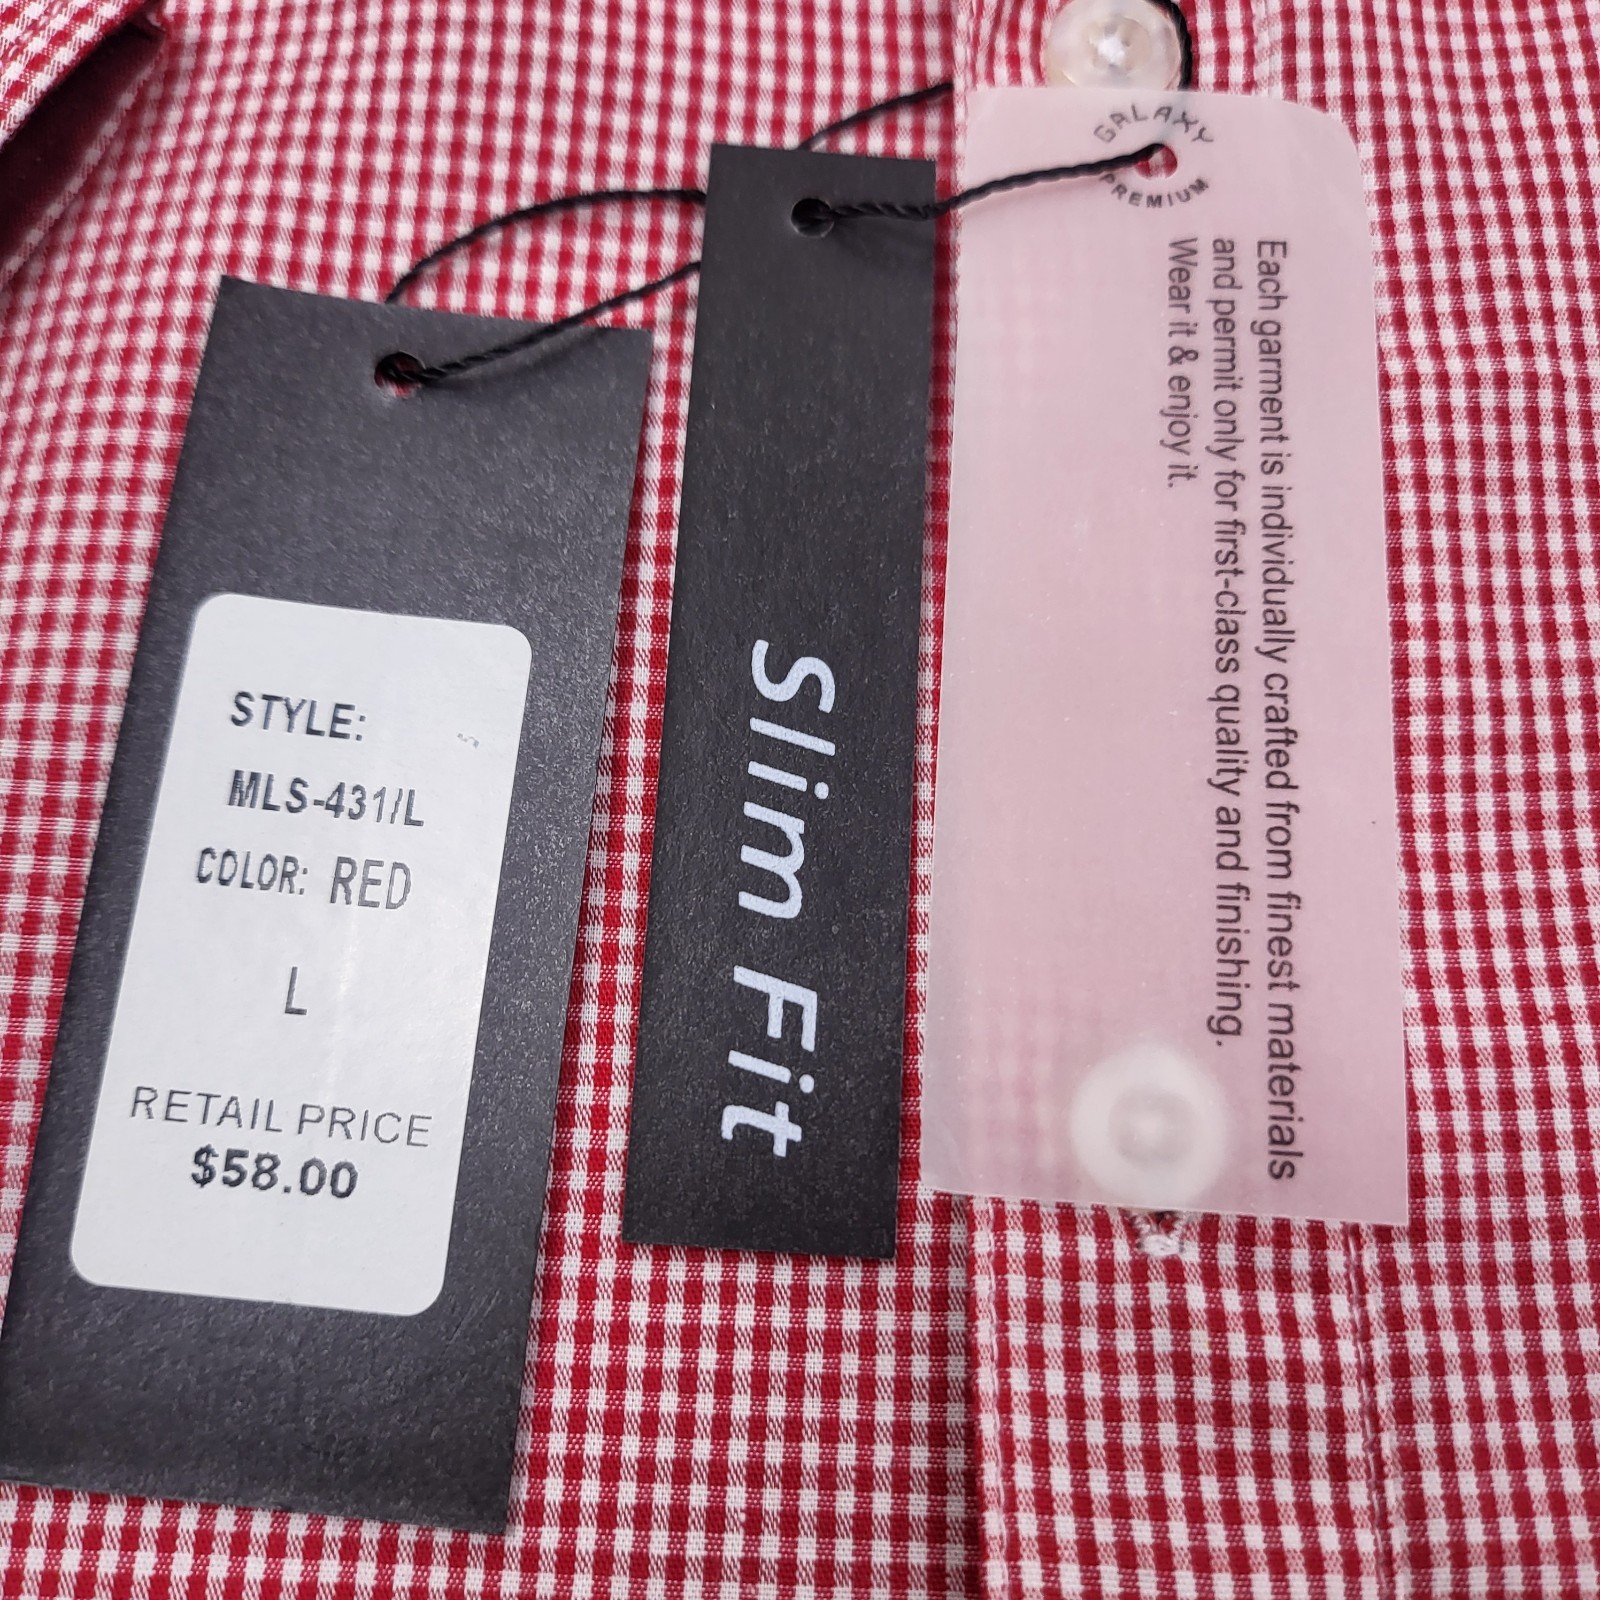 STYLE:
MLS-431/L
COLOR: RED
L
RETAIL PRICE
$58.00
Slim Fit
GALAXY
PREMIUM
Each garment is individually crafted from finest materials
and permit only for first-class quality and finishing.
Wear it & enjoy it.